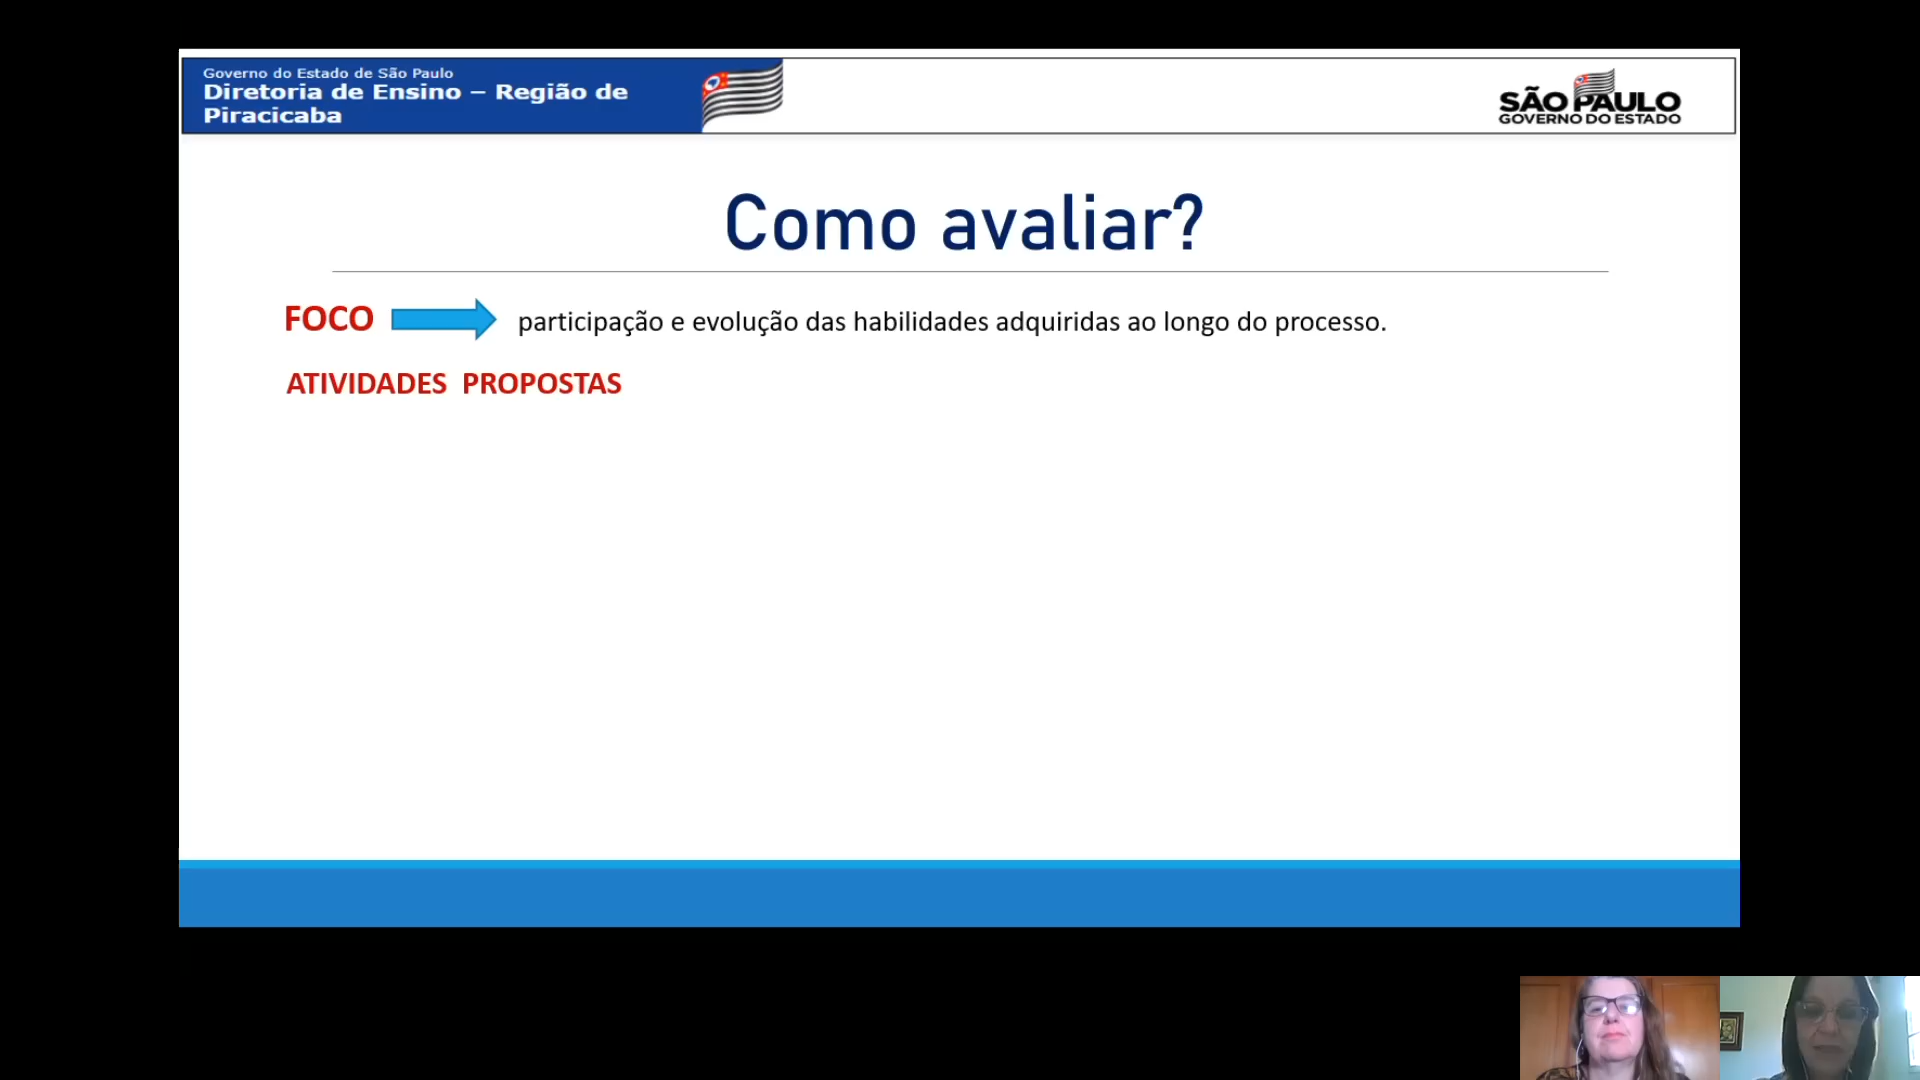 Governo do Estado de São Paulo
Diretoria de Ensino – Região de
Piracicaba
SÃO PAULO
GOVERNO DO ESTADO
Como avaliar?
FOCO participação e evolução das habilidades adquiridas ao longo do processo.
ATIVIDADES PROPOSTAS